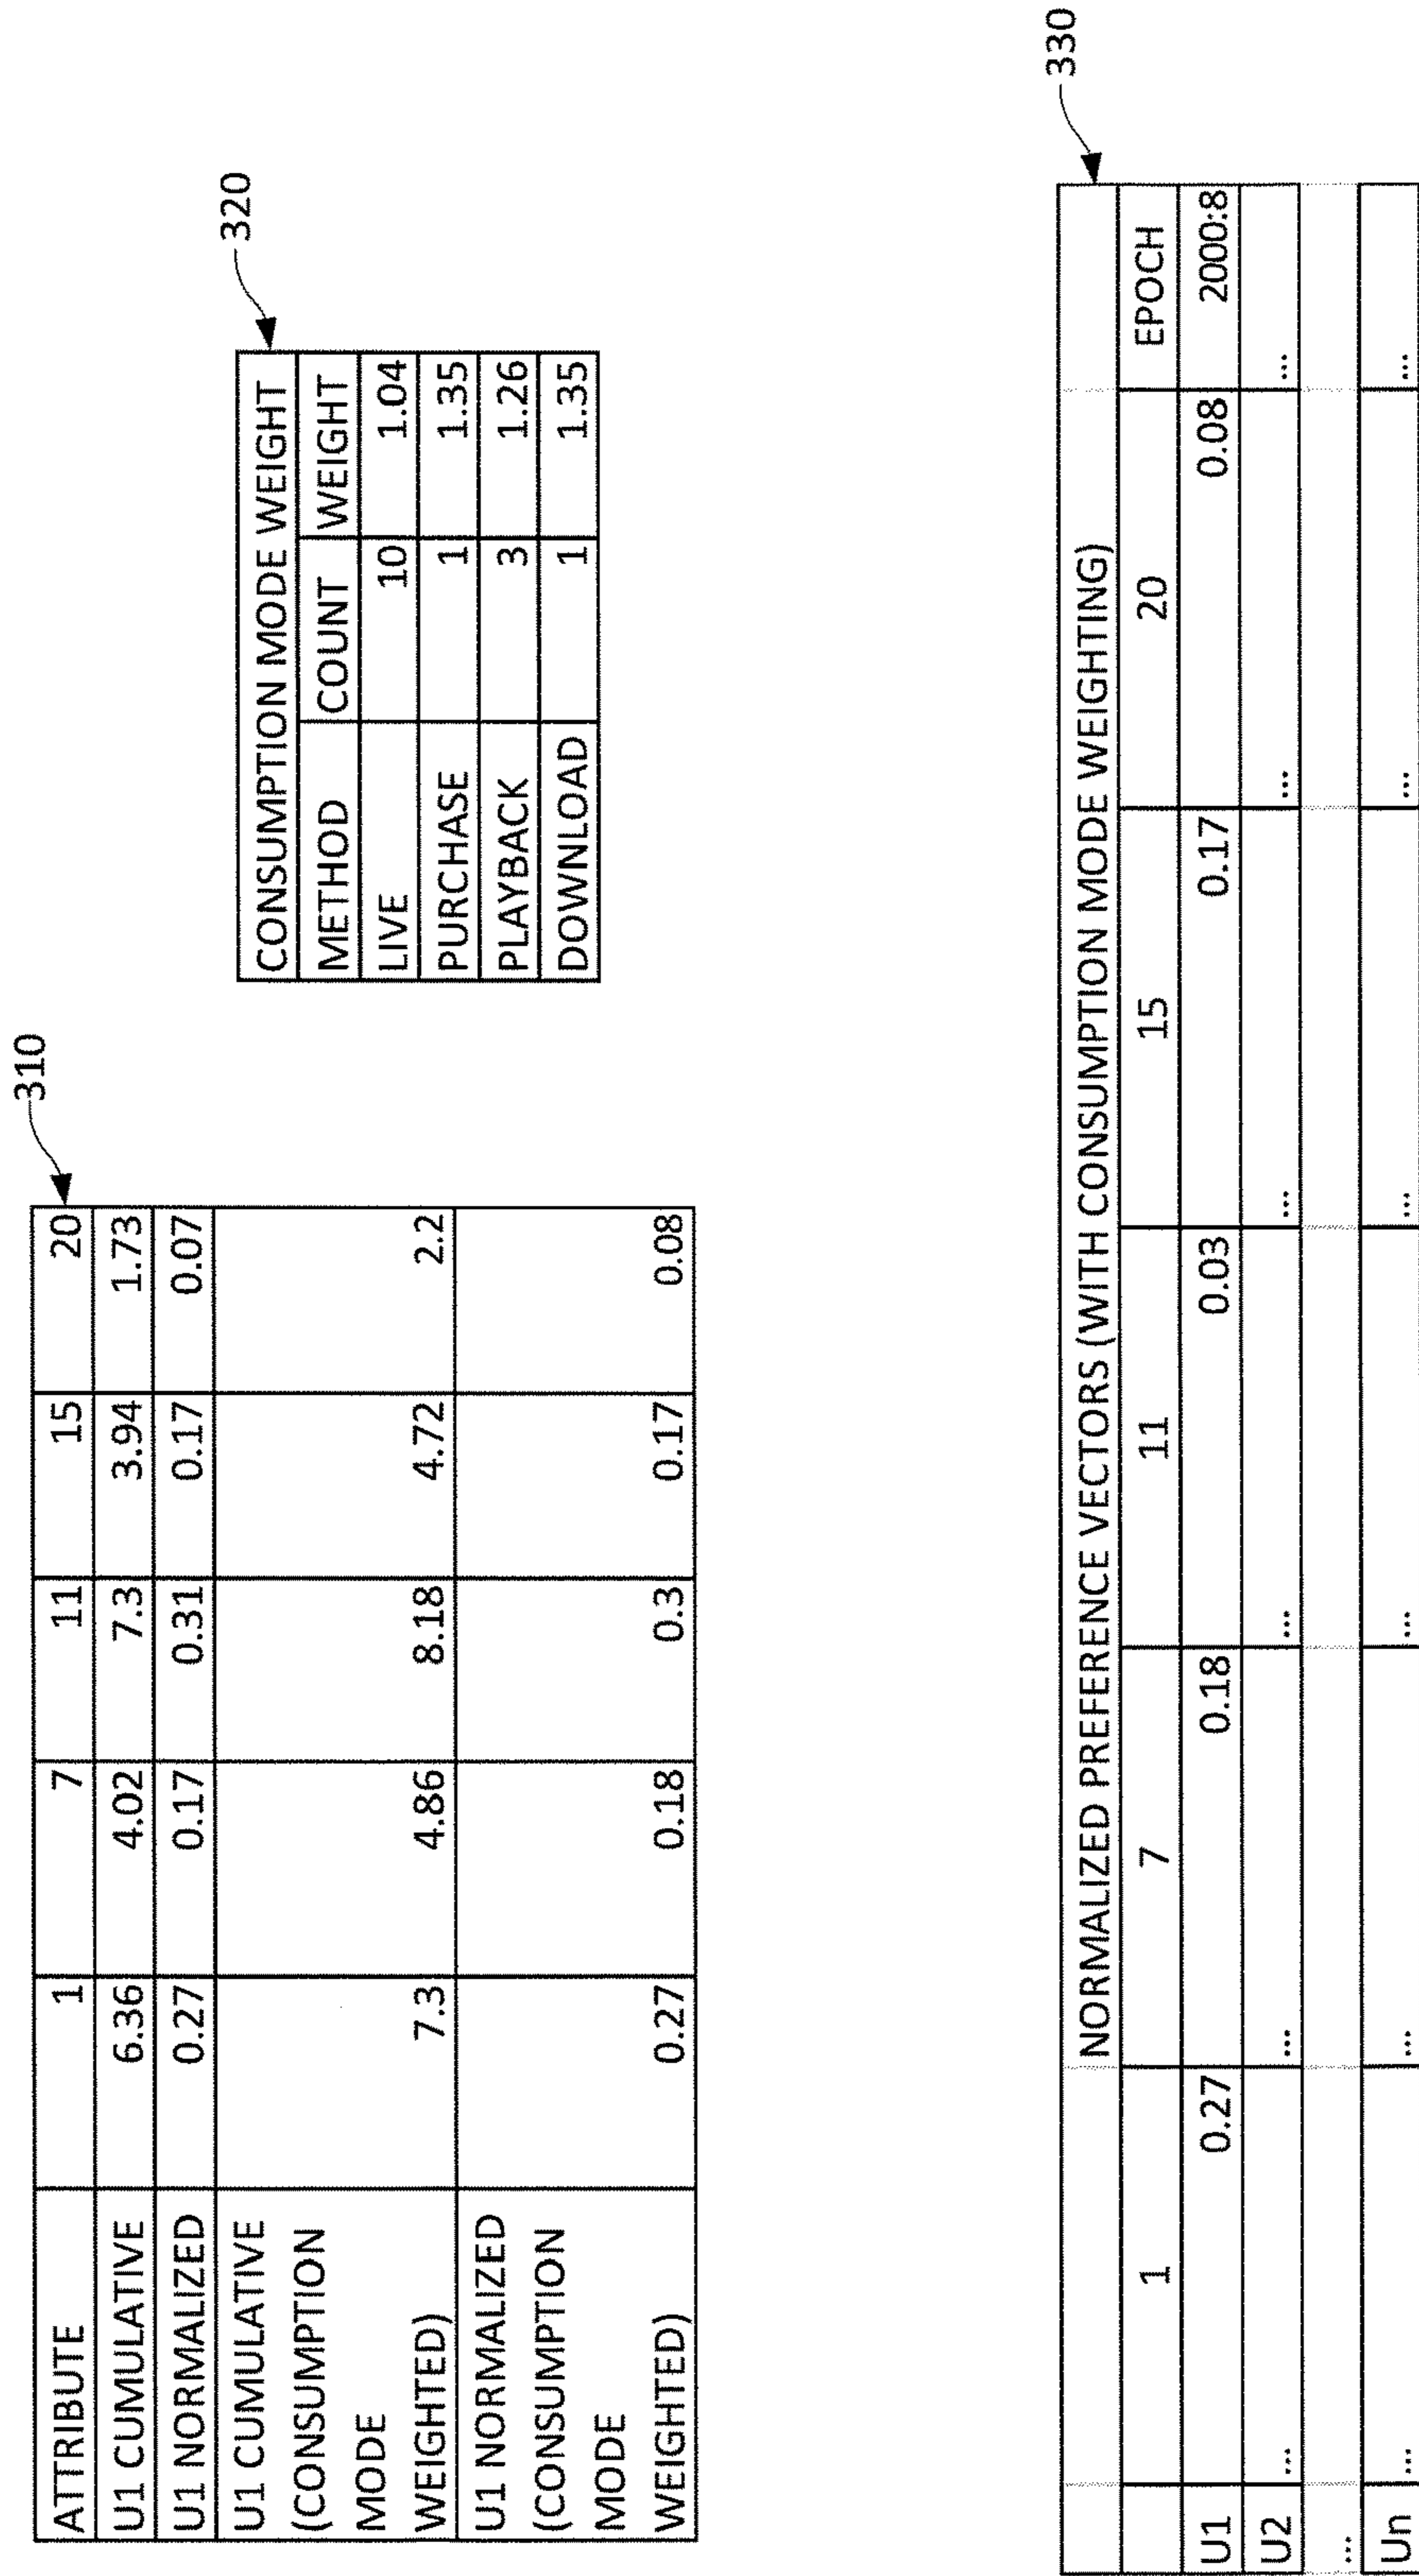 310
ATTRIBUTE 1 7 11 15 20
U1 CUMULATIVE 6.36 4.02 7.3 3.94 1.73
U1 NORMALIZED 0.27 0.17 0.31 0.17 0.07
U1 CUMULATIVE
(CONSUMPTION
MODE
WEIGHTED) 7.3 4.86 8.18 4.72 2.2
U1 NORMALIZED
(CONSUMPTION
MODE
WEIGHTED) 0.27 0.18 0.3 0.17 0.08
320
CONSUMPTION MODE WEIGHT
METHOD COUNT WEIGHT
LIVE 10 1.04
PURCHASE 1 1.35
PLAYBACK 3 1.26
DOWNLOAD 1 1.35
330
NORMALIZED PREFERENCE VECTORS (WITH CONSUMPTION MODE WEIGHTING)
1 7 11 15 20 EPOCH
U1 0.27 0.18 0.03 0.17 0.08 2000:8
U2 ... ... ... ... ... ...
...
Un ... ... ... ... ... ...